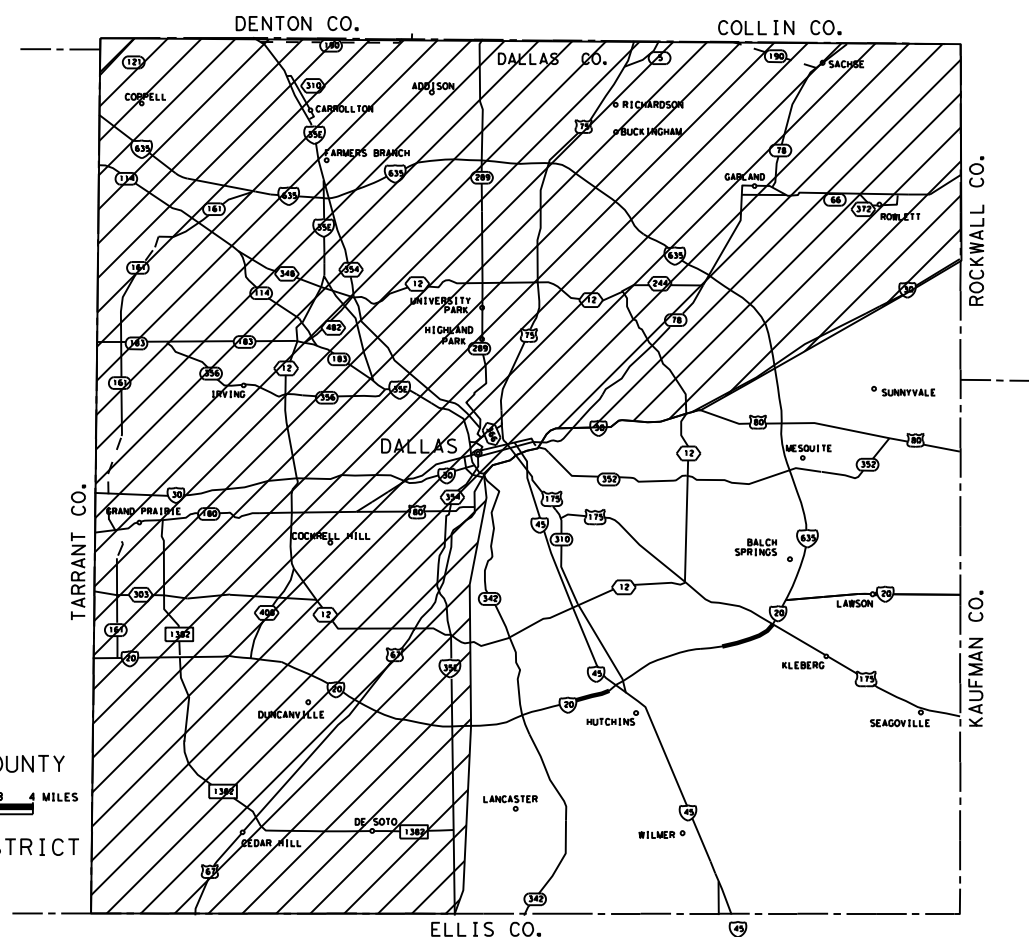 DENTON CO.
COLLIN CO.
DALLAS CO.
190
5
190
SACHSE
121
310
ADDISON
COPPELL
CARROLLTON
RICHARDSON
35E
75
BUCKINGHAM
635
FARMERS BRANCH
78
635
114
289
GARLAND
635
66
372
ROWLETT
161
35E
635
161
348
354
12
244
30
114
12
UNIVERSITY
PARK
482
78
HIGHLAND
PARK
75
183
183
289
183
161
356
12
35E
IRVING
356
SUNNYVALE
30
80
80
DALLAS
12
MESQUITE
352
30
352
30
354
175
GRAND PRAIRIE
180
80
45
175
310
COCKRELL HILL
635
BALCH
SPRINGS
303
342
12
20
LAWSON
408
12
20
161
1382
67
35E
KLEBERG
20
45
175
20
20
DUNCANVILLE
HUTCHINS
SEAGOVILLE
OUNTY
1382
3 4 MILES
LANCASTER
45
DE SOTO
1382
WILMER
STRICT
CEDAR HILL
67
342
45
ELLIS CO.
TARRANT CO.
ROCKWALL CO.
KAUFMAN CO.